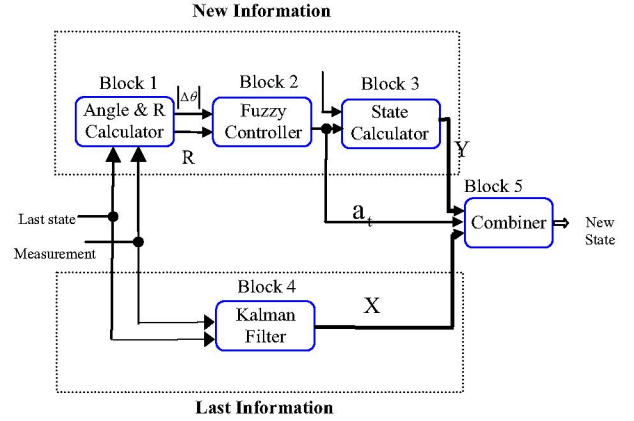 New Information
Block 1
Block 2
Block 3
|Δθ|
Angle & R
Calculator
Fuzzy
Controller
State
Calculator
R
Y
Block 5
Last state
a_t
Combiner
New
State
Measurement
Block 4
X
Kalman
Filter
Last Information